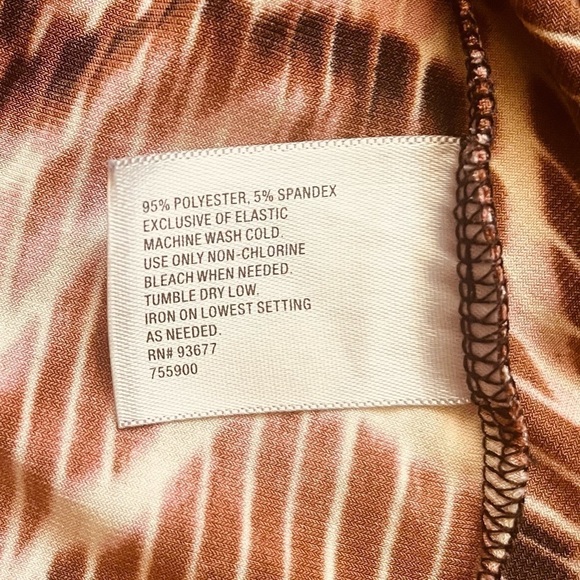 95% POLYESTER, 5% SPANDEX
EXCLUSIVE OF ELASTIC
MACHINE WASH COLD.
USE ONLY NON-CHLORINE
BLEACH WHEN NEEDED.
TUMBLE DRY LOW.
IRON ON LOWEST SETTING
AS NEEDED.
RN# 93677
755900